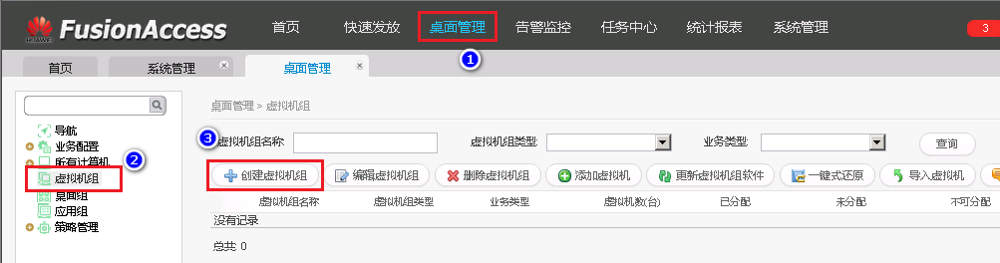 HUAWEI FusionAccess 首页 快速发放 桌面管理 告警监控 任务中心 统计报表 系统管理 3
1
首页 系统管理 × 桌面管理 ×
桌面管理 > 虚拟机组
导航
业务配置
所有计算机
2
虚拟机组
桌面组
应用组
策略管理
3
虚拟机组名称 虚拟机组类型 业务类型 查询
创建虚拟机组 编辑虚拟机组 删除虚拟机组 添加虚拟机 更新虚拟机组软件 一键式还原 导入虚拟机
虚拟机组名称 虚拟机组类型 业务类型 虚拟机数(台) 已分配 未分配 不可分配
没有记录
总共: 0